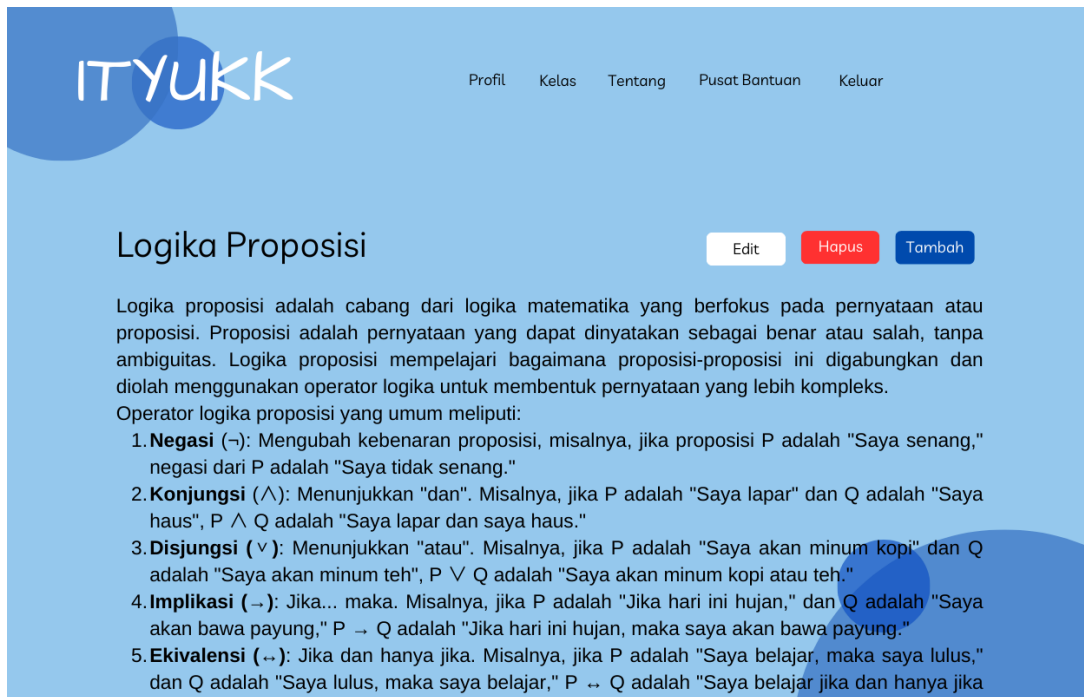 ITYUKK
Profil Kelas Tentang Pusat Bantuan Keluar
Logika Proposisi
Edit Hapus Tambah
Logika proposisi adalah cabang dari logika matematika yang berfokus pada pernyataan atau
proposisi. Proposisi adalah pernyataan yang dapat dinyatakan sebagai benar atau salah, tanpa
ambiguitas. Logika proposisi mempelajari bagaimana proposisi-proposisi ini digabungkan dan
diolah menggunakan operator logika untuk membentuk pernyataan yang lebih kompleks.
Operator logika proposisi yang umum meliputi:
1. Negasi (¬): Mengubah kebenaran proposisi, misalnya, jika proposisi P adalah "Saya senang,"
negasi dari P adalah "Saya tidak senang."
2. Konjungsi (∧): Menunjukkan "dan". Misalnya, jika P adalah "Saya lapar" dan Q adalah "Saya
haus", P ∧ Q adalah "Saya lapar dan saya haus."
3. Disjungsi (∨): Menunjukkan "atau". Misalnya, jika P adalah "Saya akan minum kopi" dan Q
adalah "Saya akan minum teh", P ∨ Q adalah "Saya akan minum kopi atau teh."
4. Implikasi (→): Jika... maka. Misalnya, jika P adalah "Jika hari ini hujan," dan Q adalah "Saya
akan bawa payung," P → Q adalah "Jika hari ini hujan, maka saya akan bawa payung."
5. Ekivalensi (↔): Jika dan hanya jika. Misalnya, jika P adalah "Saya belajar, maka saya lulus,"
dan Q adalah "Saya lulus, maka saya belajar," P ↔ Q adalah "Saya belajar jika dan hanya jika